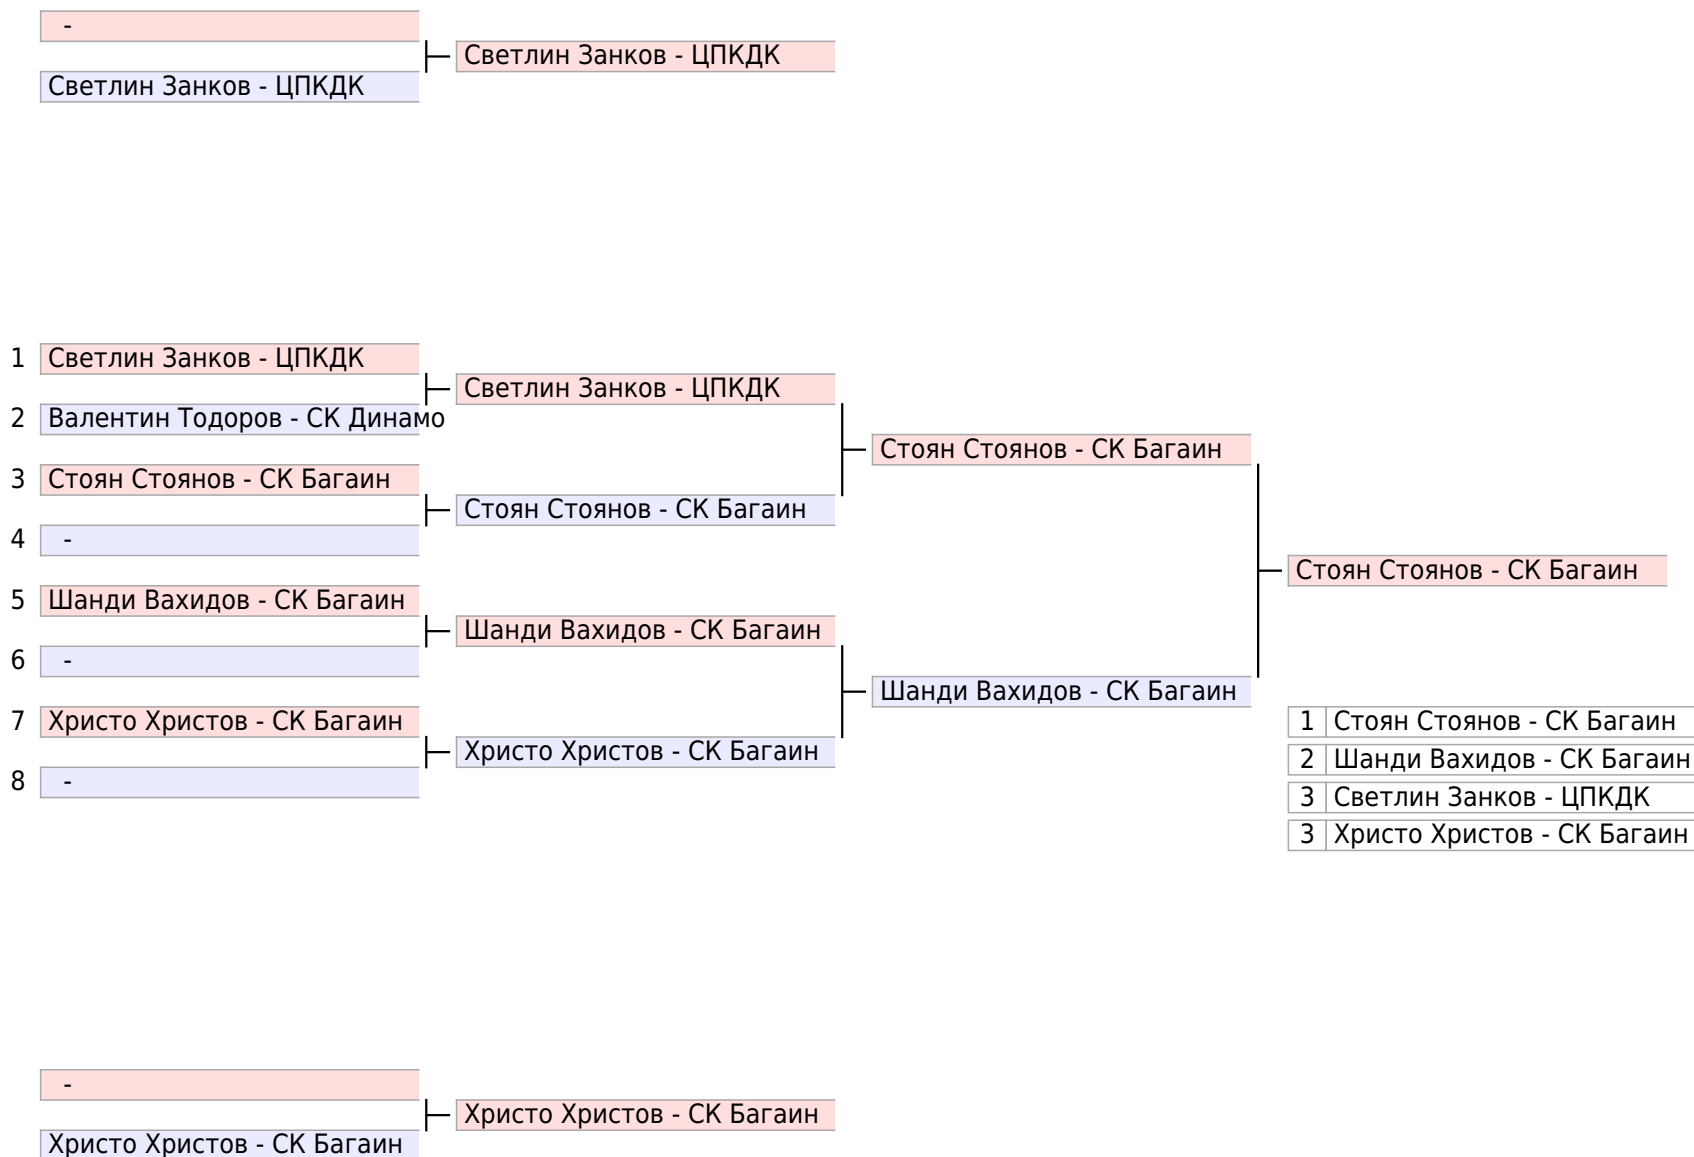 -
Светлин Занков - ЦПКДК
Светлин Занков - ЦПКДК
1 Светлин Занков - ЦПКДК
Светлин Занков - ЦПКДК
2 Валентин Тодоров - СК Динамо
Стоян Стоянов - СК Багаин
3 Стоян Стоянов - СК Багаин
Стоян Стоянов - СК Багаин
4 -
Стоян Стоянов - СК Багаин
5 Шанди Вахидов - СК Багаин
Шанди Вахидов - СК Багаин
6 -
Шанди Вахидов - СК Багаин
7 Христо Христов - СК Багаин
1 Стоян Стоянов - СК Багаин
Христо Христов - СК Багаин
2 Шанди Вахидов - СК Багаин
8 -
3 Светлин Занков - ЦПКДК
3 Христо Христов - СК Багаин
-
Христо Христов - СК Багаин
Христо Христов - СК Багаин